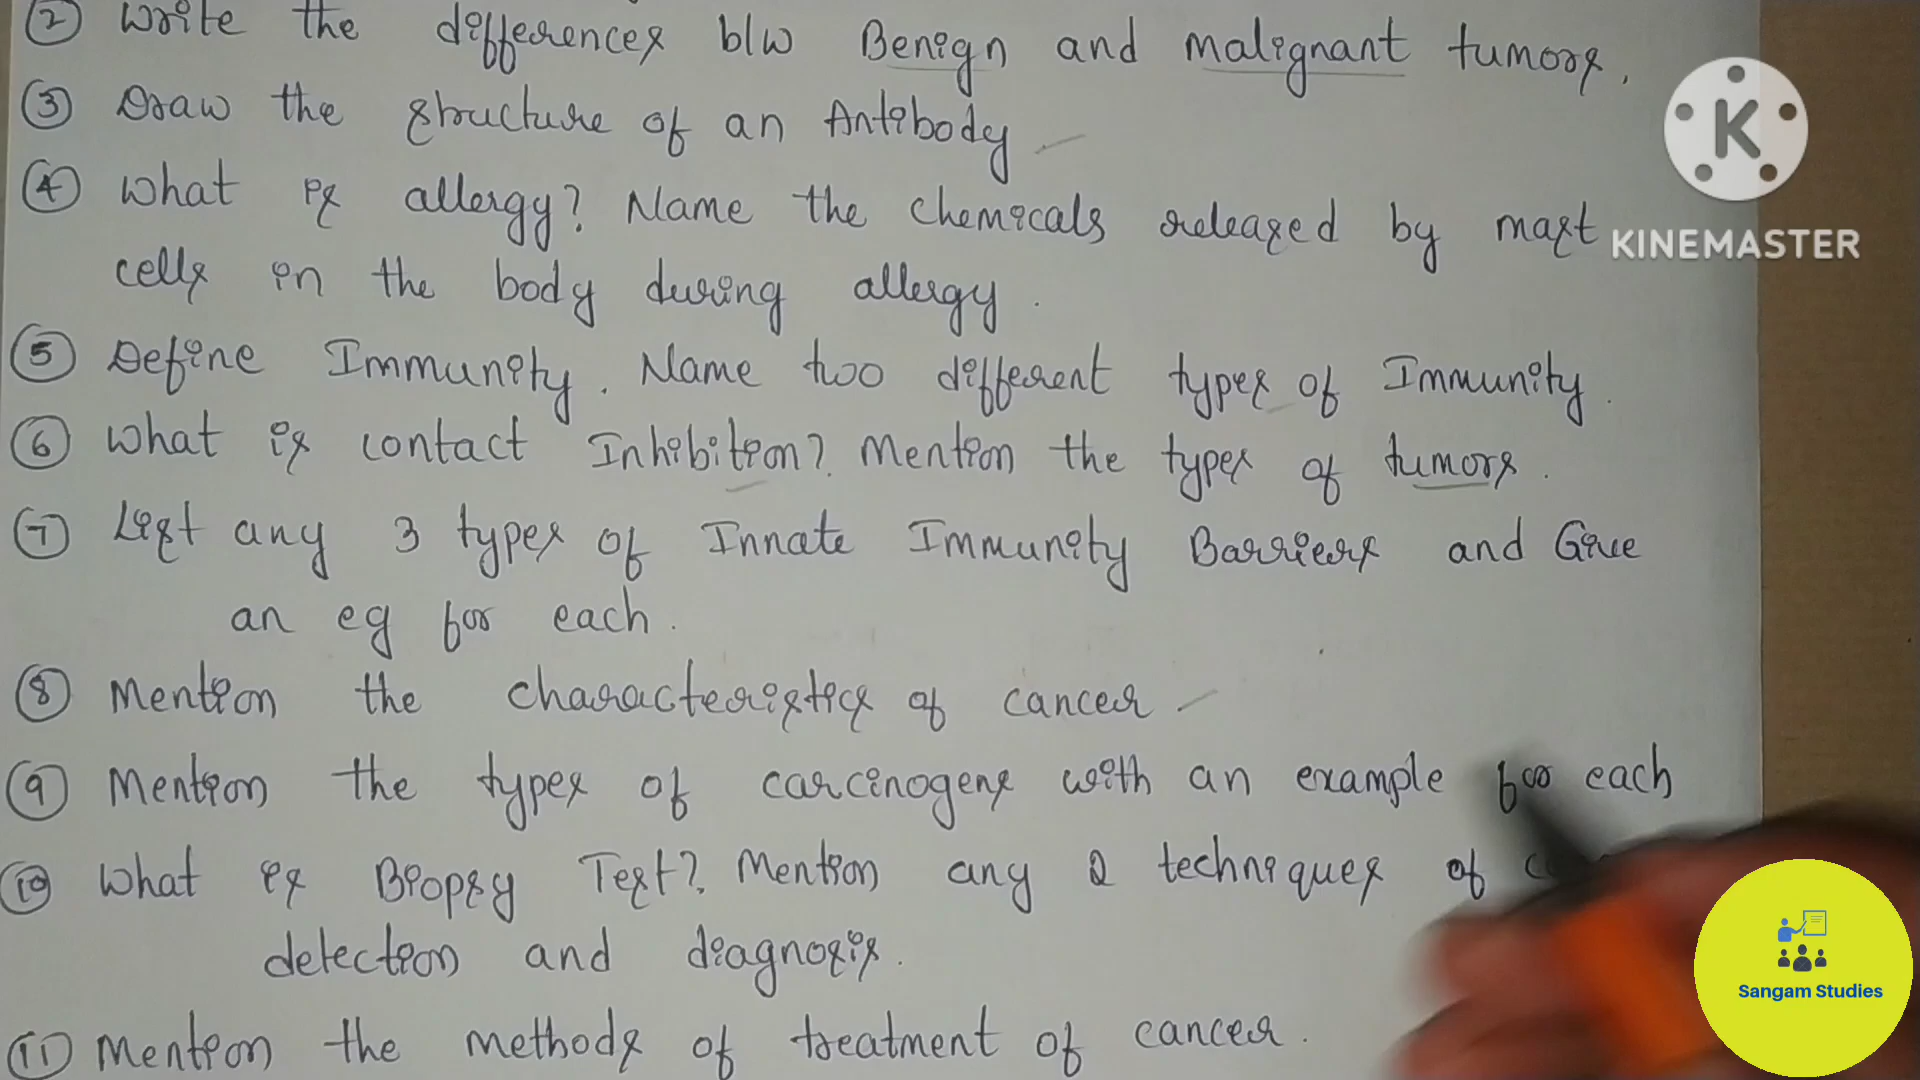 ② Write the differences b/w Benign and malignant tumors.
③ Draw the structure of an Antibody
④ What is allergy? Name the chemicals released by mast
cells in the body during allergy.
⑤ Define Immunity. Name two different types of Immunity.
⑥ What is contact Inhibition? Mention the types of tumors.
⑦ List any 3 types of Innate Immunity Barriers and Give
an eg for each.
⑧ Mention the characteristics of cancer
⑨ Mention the types of carcinogens with an example for each
⑩ What is Biopsy Test? Mention any 2 techniques of
detection and diagnosis.
⑪ Mention the methods of treatment of cancer.
K
KINEMASTER
Sangam Studies